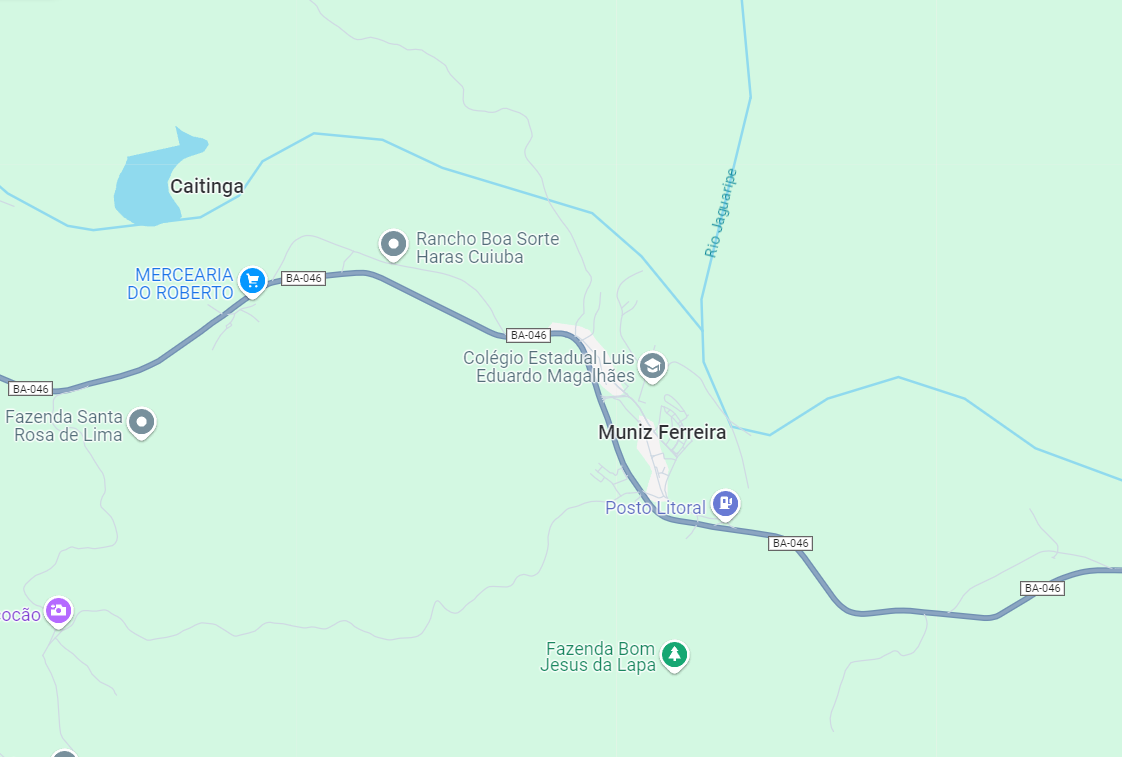 Rio Jaguaripe
Caitinga
Rancho Boa Sorte
Haras Cuiuba
MERCEARIA
DO ROBERTO
BA-046
BA-046
Colégio Estadual Luis
Eduardo Magalhães
BA-046
Fazenda Santa
Rosa de Lima
Muniz Ferreira
Posto Litoral
BA-046
BA-046
Fazenda Bom
Jesus da Lapa